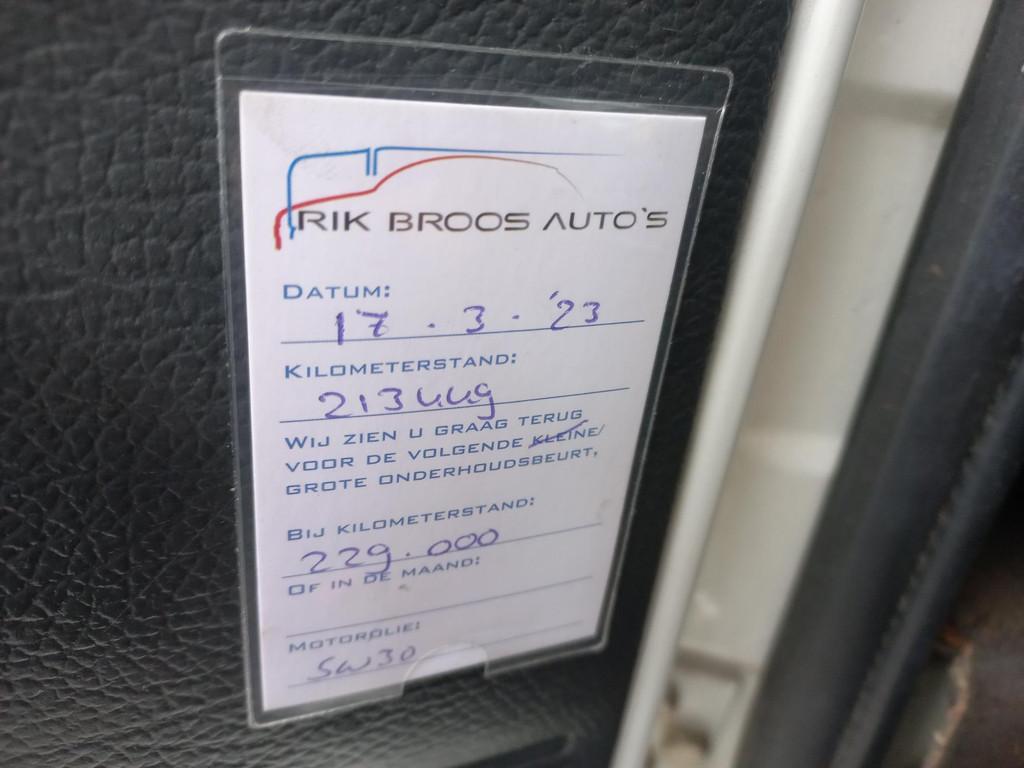 RIK BROOS AUTO'S
DATUM:
17 . 3 . '23
KILOMETERSTAND:
213449
WIJ ZIEN U GRAAG TERUG
VOOR DE VOLGENDE KLEINE/
GROTE ONDERHOUDSBEURT,
BIJ KILOMETERSTAND:
229.000
OF IN DE MAAND:
MOTOROLIE:
5W30